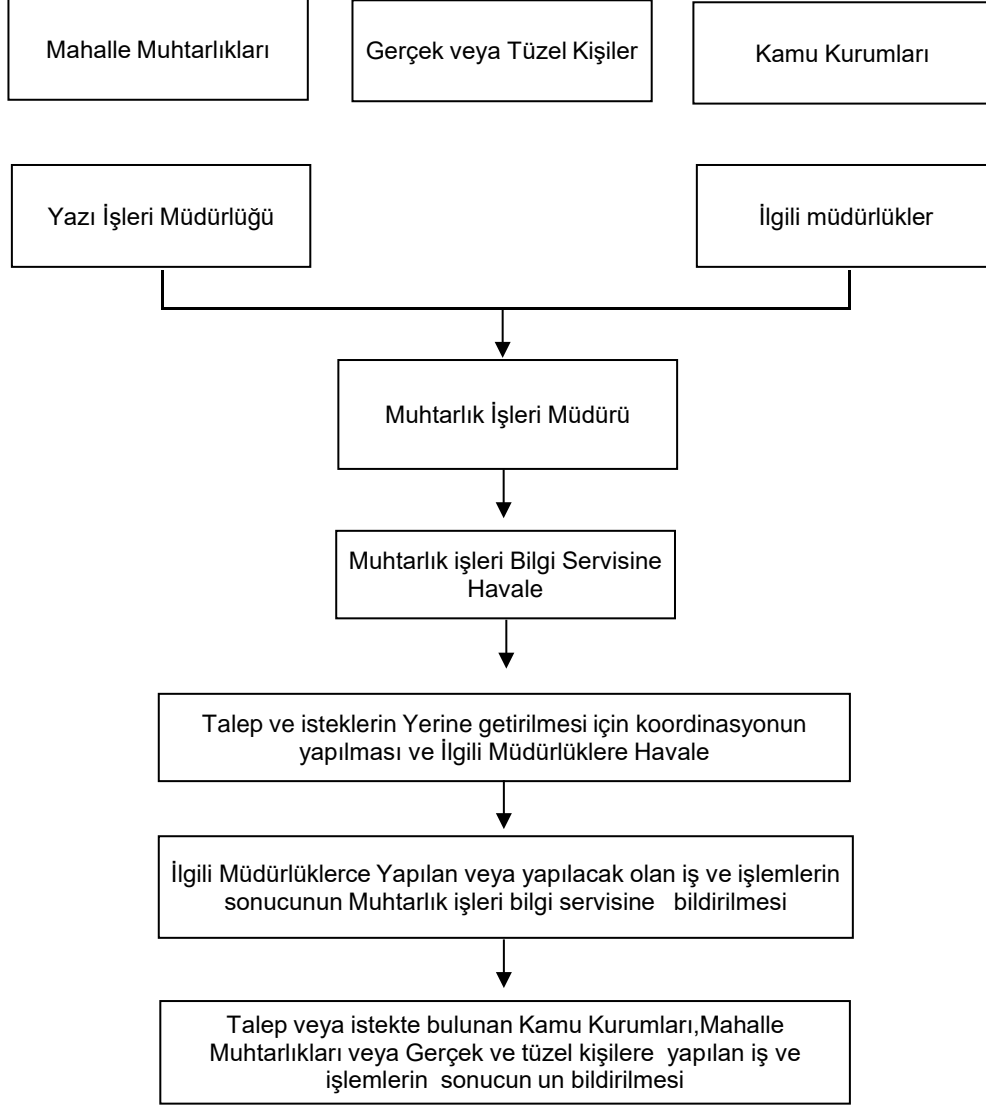 Mahalle Muhtarlıkları
Gerçek veya Tüzel Kişiler
Kamu Kurumları
Yazı İşleri Müdürlüğü
İlgili müdürlükler
Muhtarlık İşleri Müdürü
Muhtarlık işleri Bilgi Servisine
Havale
Talep ve isteklerin Yerine getirilmesi için koordinasyonun
yapılması ve İlgili Müdürlüklere Havale
İlgili Müdürlüklerce Yapılan veya yapılacak olan iş ve işlemlerin
sonucunun Muhtarlık işleri bilgi servisine bildirilmesi
Talep veya istekte bulunan Kamu Kurumları,Mahalle
Muhtarlıkları veya Gerçek ve tüzel kişilere yapılan iş ve
işlemlerin sonucun un bildirilmesi